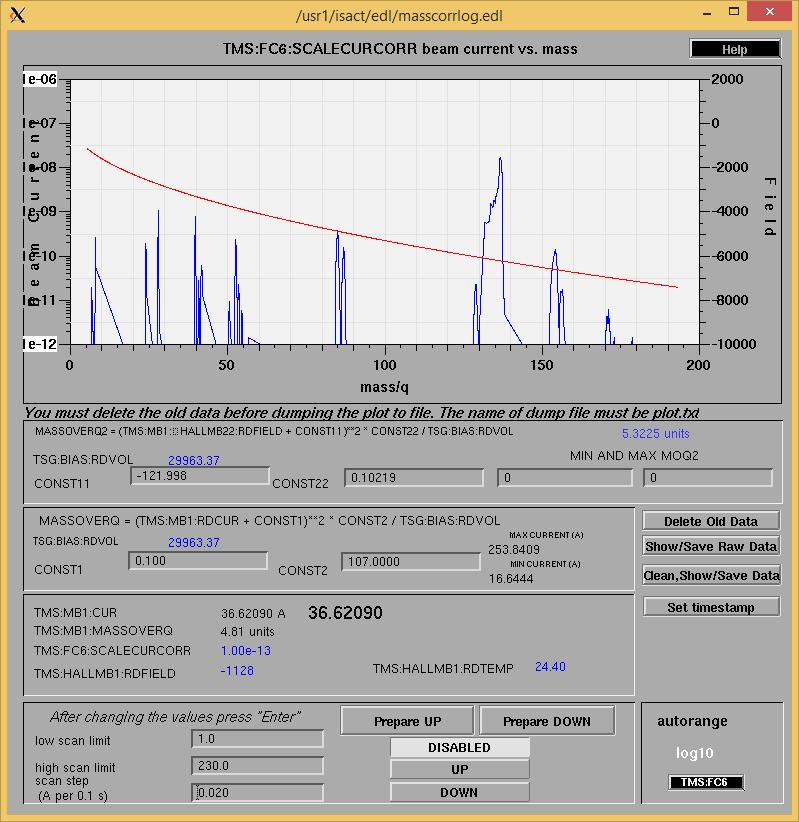 /usr1/isact/edl/masscorrlog.edl
TMS:FC6:SCALECURCORR beam current vs. mass
Help
1e-06
1e-07
1e-08
1e-09
1e-10
1e-11
1e-12
Beam Current
2000
0
-2000
-4000
-6000
-8000
-10000
Field
0 50 100 150 200
mass/q
You must delete the old data before dumping the plot to file. The name of dump file must be plot.txt
MASSOVERQ2 = (TMS:MB1:HALLMB22:RDFIELD + CONST11)**2 * CONST22 / TSG:BIAS:RDVOL
5.3225 units
TSG:BIAS:RDVOL 29963.37
MIN AND MAX MOQ2
CONST11 -121.998 CONST22 0.10219 0 0
MASSOVERQ = (TMS:MB1:RDCUR + CONST1)**2 * CONST2 / TSG:BIAS:RDVOL
TSG:BIAS:RDVOL 29963.37
MAX CURRENT (A)
253.8409
CONST1 0.100 CONST2 107.0000
MIN CURRENT (A)
16.6444
Delete Old Data
Show/Save Raw Data
Clean,Show/Save Data
Set timestamp
TMS:MB1:CUR 36.62090 A 36.62090
TMS:MB1:MASSOVERQ 4.81 units
TMS:FC6:SCALECURCORR 1.00e-13
TMS:HALLMB1:RDFIELD -1128 TMS:HALLMB1:RDTEMP 24.40
After changing the values press "Enter"
low scan limit 1.0
high scan limit 230.0
scan step
(A per 0.1 s) 0.020
Prepare UP
Prepare DOWN
DISABLED
UP
DOWN
autorange
log10
TMS:FC6